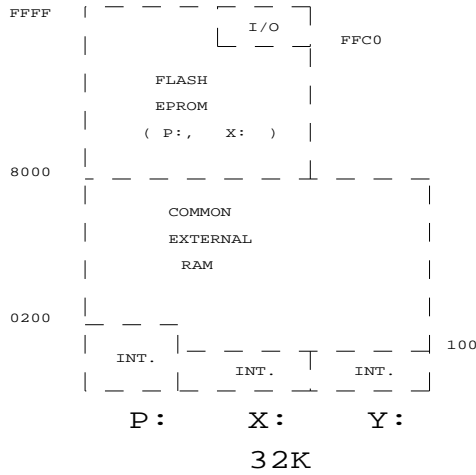 FFFF
I/O
FFC0
FLASH
EPROM
( P:, X: )
8000
COMMON
EXTERNAL
RAM
0200
100
INT. INT. INT.
P: X: Y:
32K